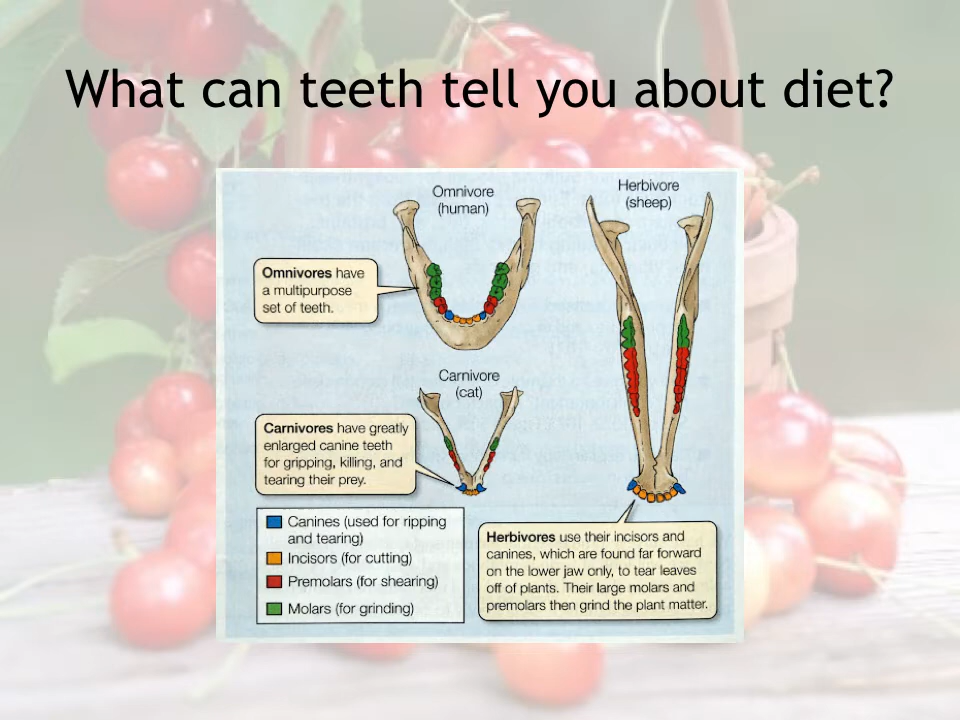 What can teeth tell you about diet?
Omnivore
(human)
Herbivore
(sheep)
Omnivores have
a multipurpose
set of teeth.
Carnivore
(cat)
Carnivores have greatly
enlarged canine teeth
for gripping, killing, and
tearing their prey.
Canines (used for ripping
and tearing)
Incisors (for cutting)
Premolars (for shearing)
Molars (for grinding)
Herbivores use their incisors and
canines, which are found far forward
on the lower jaw only, to tear leaves
off of plants. Their large molars and
premolars then grind the plant matter.